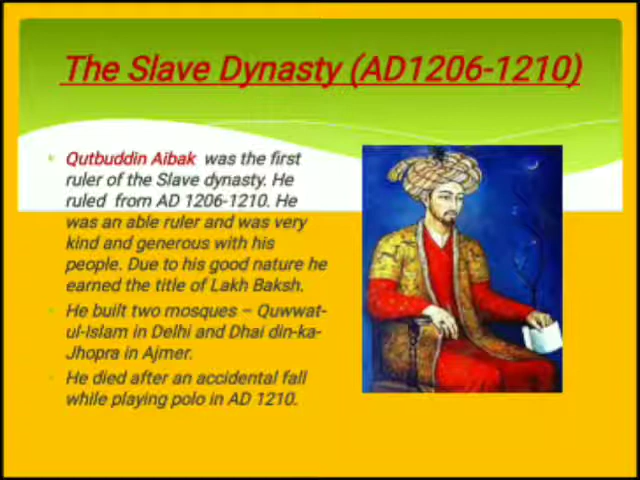 The Slave Dynasty (AD1206-1210)
Qutbuddin Aibak was the first
ruler of the Slave dynasty. He
ruled from AD 1206-1210. He
was an able ruler and was very
kind and generous with his
people. Due to his good nature he
earned the title of Lakh Baksh.
He built two mosques – Quwwat-
ul-Islam in Delhi and Dhai din-ka-
Jhopra in Ajmer.
He died after an accidental fall
while playing polo in AD 1210.